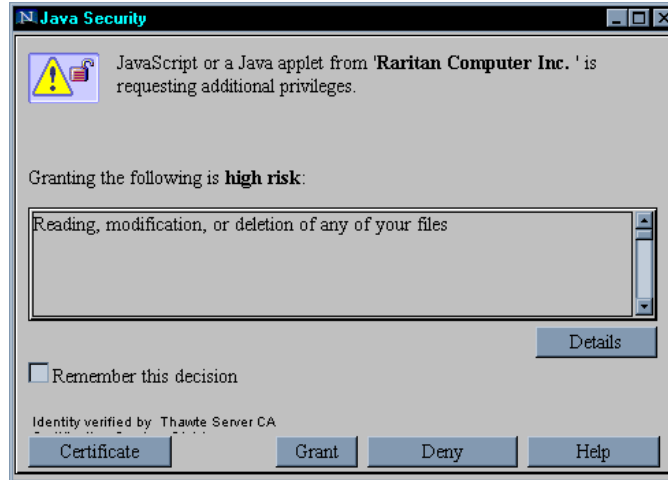 Java Security
JavaScript or a Java applet from 'Raritan Computer Inc. ' is
requesting additional privileges.
Granting the following is high risk:
Reading, modification, or deletion of any of your files
Details
Remember this decision
Identity verified by Thawte Server CA
Certificate
Grant
Deny
Help